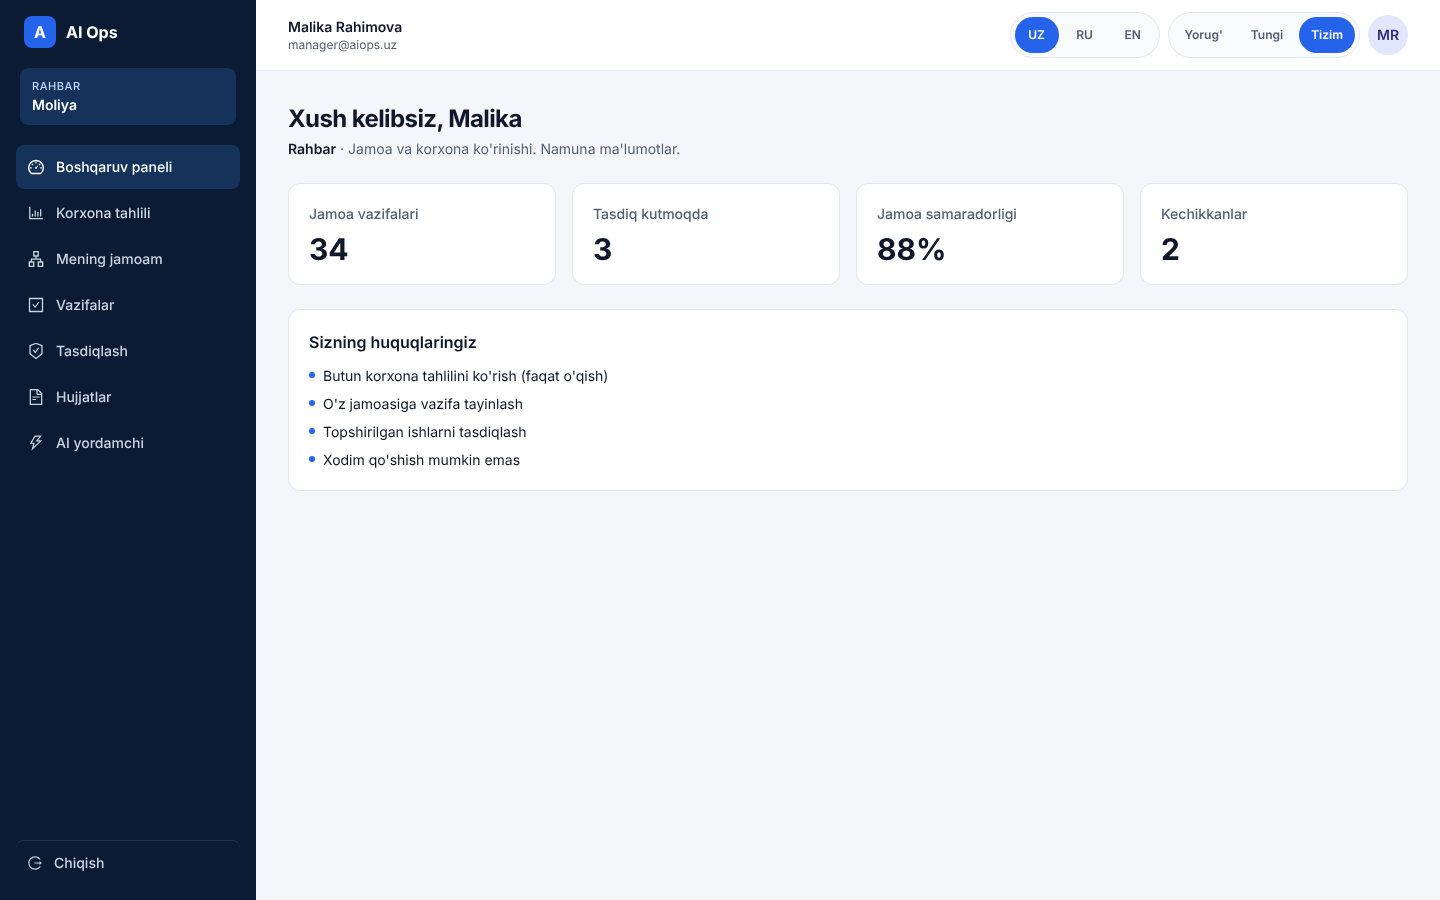 A AI Ops
RAHBAR
Moliya
Boshqaruv paneli
Korxona tahlili
Mening jamoam
Vazifalar
Tasdiqlash
Hujjatlar
AI yordamchi
Chiqish
Malika Rahimova
manager@aiops.uz
UZ RU EN
Yorug' Tungi Tizim
MR
Xush kelibsiz, Malika
Rahbar · Jamoa va korxona ko'rinishi. Namuna ma'lumotlar.
Jamoa vazifalari
34
Tasdiq kutmoqda
3
Jamoa samaradorligi
88%
Kechikkanlar
2
Sizning huquqlaringiz
Butun korxona tahlilini ko'rish (faqat o'qish)
O'z jamoasiga vazifa tayinlash
Topshirilgan ishlarni tasdiqlash
Xodim qo'shish mumkin emas